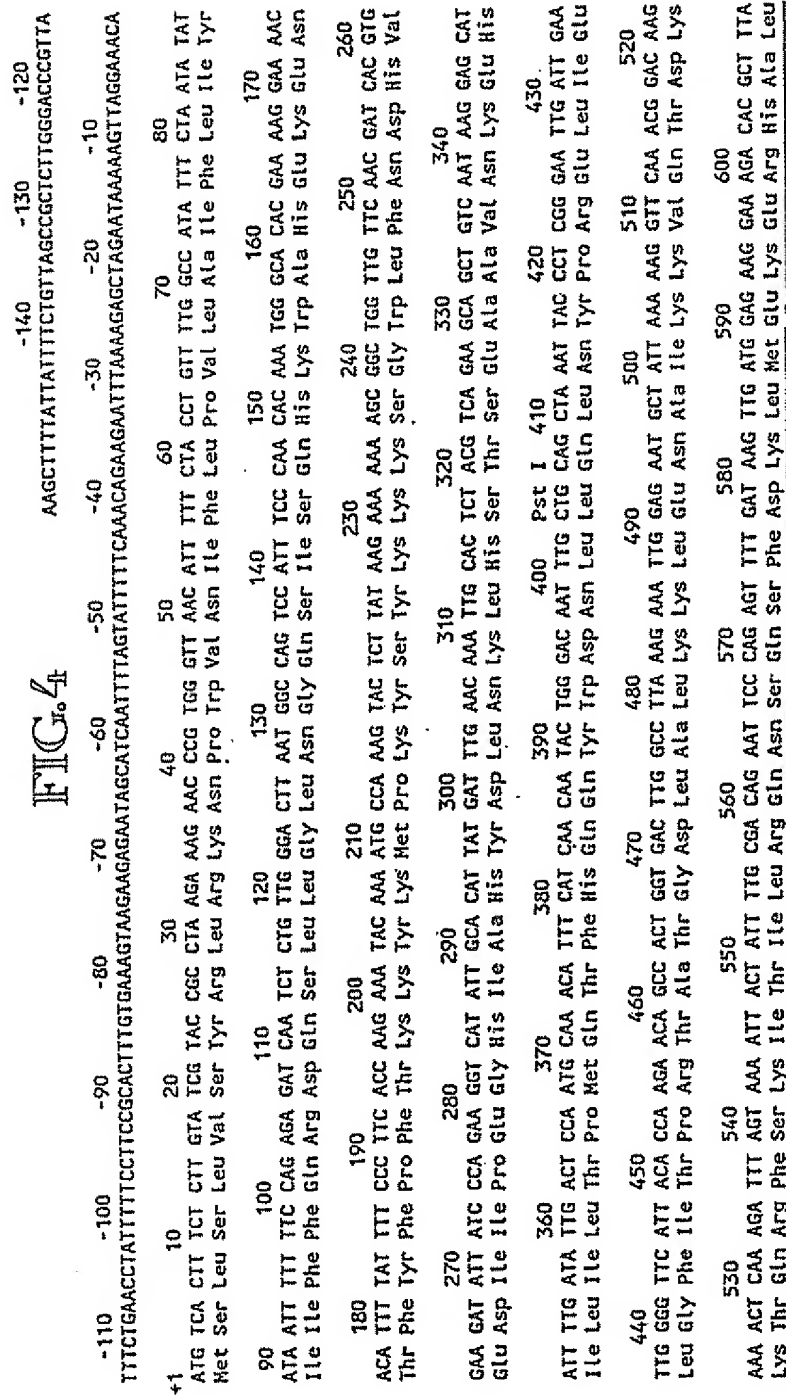 FIG.4
-140 -130 -120
AAGCTTTTATTATTTTCTGTTAGCCGCTCTTGGGACCCGTTA
-110 -100 -90 -80 -70 -60 -50 -40 -30 -20 -10
TTTCTGAACCTATTTTTCCTTCCGCACTTTGTGAAAGTAAGAAGAGAATAGCATCAATTTTAGTATTTTTCAAACAGAAGAATTTAAAAGAGCTAGAATAAAAAGTTAGGAAACA
+1 10 20 30 40 50 60 70 80
ATG TCA CTT TCT CTT GTA TCG TAC CGC CTA AGA AAG AAC CCG TGG GTT AAC ATT TTT CTA CCT GTT TTG GCC ATA TTT CTA ATA TAT
Met Ser Leu Ser Leu Val Ser Tyr Arg Leu Arg Lys Asn Pro Trp Val Asn Ile Phe Leu Pro Val Leu Ala Ile Phe Leu Ile Tyr
90 100 110 120 130 140 150 160 170
ATA ATT TTT TTC CAG AGA GAT CAA TCT CTG TTG GGA CTT AAT GGC CAG TCC ATT TCC CAA CAC AAA TGG GCA CAC GAA AAG GAA AAC
Ile Ile Phe Phe Gln Arg Asp Gln Ser Leu Leu Gly Leu Asn Gly Gln Ser Ile Ser Gln His Lys Trp Ala His Glu Lys Glu Asn
180 190 200 210 230 240 250 260
ACA TTT TAT TTT CCC TTC ACC AAG AAA TAC AAA ATG CCA AAG TAC TCT TAT AAG AAA AAA AGC GGC TGG TTG TTC AAC GAT CAC GTG
Thr Phe Tyr Phe Pro Phe Thr Lys Lys Tyr Lys Met Pro Lys Tyr Ser Tyr Lys Lys Lys Ser Gly Trp Leu Phe Asn Asp His Val
270 280 290 300 310 320 330 340
GAA GAT ATT ATC CCA GAA GGT CAT ATT GCA CAT TAT GAT TTG AAC AAA TTG CAC TCT ACG TCA GAA GCA GCT GTC AAT AAG GAG CAT
Glu Asp Ile Ile Pro Glu Gly His Ile Ala His Tyr Asp Leu Asn Lys Leu His Ser Thr Ser Glu Ala Ala Val Asn Lys Glu His
360 370 380 390 400 Pst I 410 420 430
ATT TTG ATA TTG ACT CCA ATG CAA ACA TTT CAT CAA CAA TAC TGG GAC AAT TTG CTG CAG CTA AAT TAC CCT CGG GAA TTG ATT GAA
Ile Leu Ile Leu Thr Pro Met Gln Thr Phe His Gln Gln Tyr Trp Asp Asn Leu Leu Gln Leu Asn Tyr Pro Arg Glu Leu Ile Glu
440 450 460 470 480 490 500 510 520
TTG GGG TTC ATT ACA CCA AGA ACA GCC ACT GGT GAC TTG GCC TTA AAG AAA TTG GAG AAT GCT ATT AAA AAG GTT CAA ACG GAC AAG
Leu Gly Phe Ile Thr Pro Arg Thr Ala Thr Gly Asp Leu Ala Leu Lys Lys Leu Glu Asn Ala Ile Lys Lys Val Gln Thr Asp Lys
530 540 550 560 570 580 590 600
AAA ACT CAA AGA TTT AGT AAA ATT ACT ATT TTG CGA CAG AAT TCC CAG AGT TTT GAT AAG TTG ATG GAG AAG GAA AGA CAC GCT TTA
Lys Thr Gln Arg Phe Ser Lys Ile Thr Ile Leu Arg Gln Asn Ser Gln Ser Phe Asp Lys Leu Met Glu Lys Glu Arg His Ala Leu